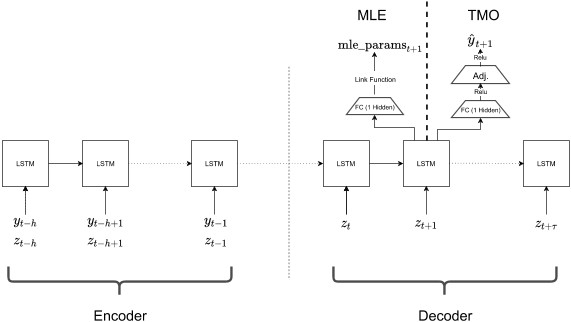 MLE
TMO
mle_params_{t+1}
ŷ_{t+1}
Relu
Link Function
Adj.
Relu
FC (1 Hidden)
FC (1 Hidden)
LSTM
LSTM
LSTM
LSTM
LSTM
LSTM
y_{t−h}
y_{t−h+1}
y_{t−1}
z_t
z_{t+1}
z_{t+τ}
z_{t−h}
z_{t−h+1}
z_{t−1}
Encoder
Decoder